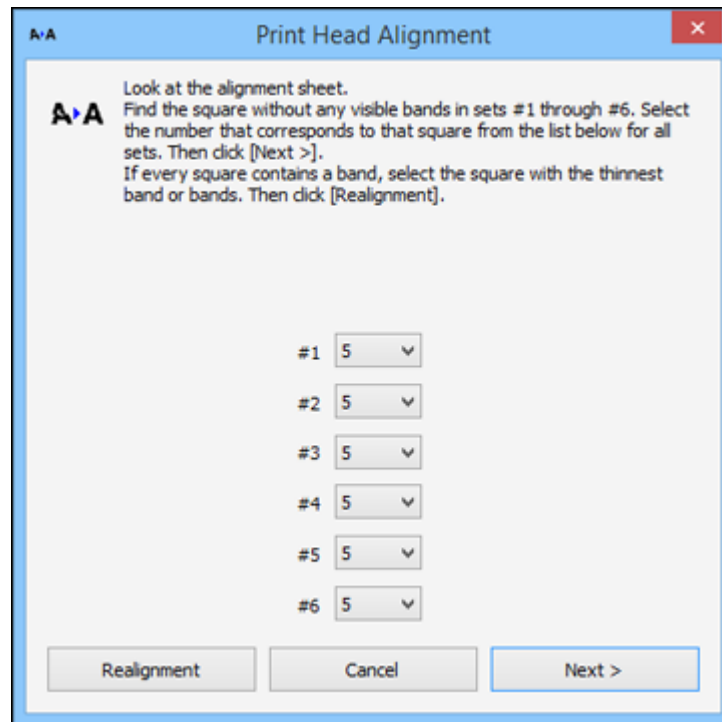 A▸A Print Head Alignment ×
Look at the alignment sheet.
A▸A Find the square without any visible bands in sets #1 through #6. Select
the number that corresponds to that square from the list below for all
sets. Then click [Next >].
If every square contains a band, select the square with the thinnest
band or bands. Then click [Realignment].
#1 5
#2 5
#3 5
#4 5
#5 5
#6 5
Realignment Cancel Next >